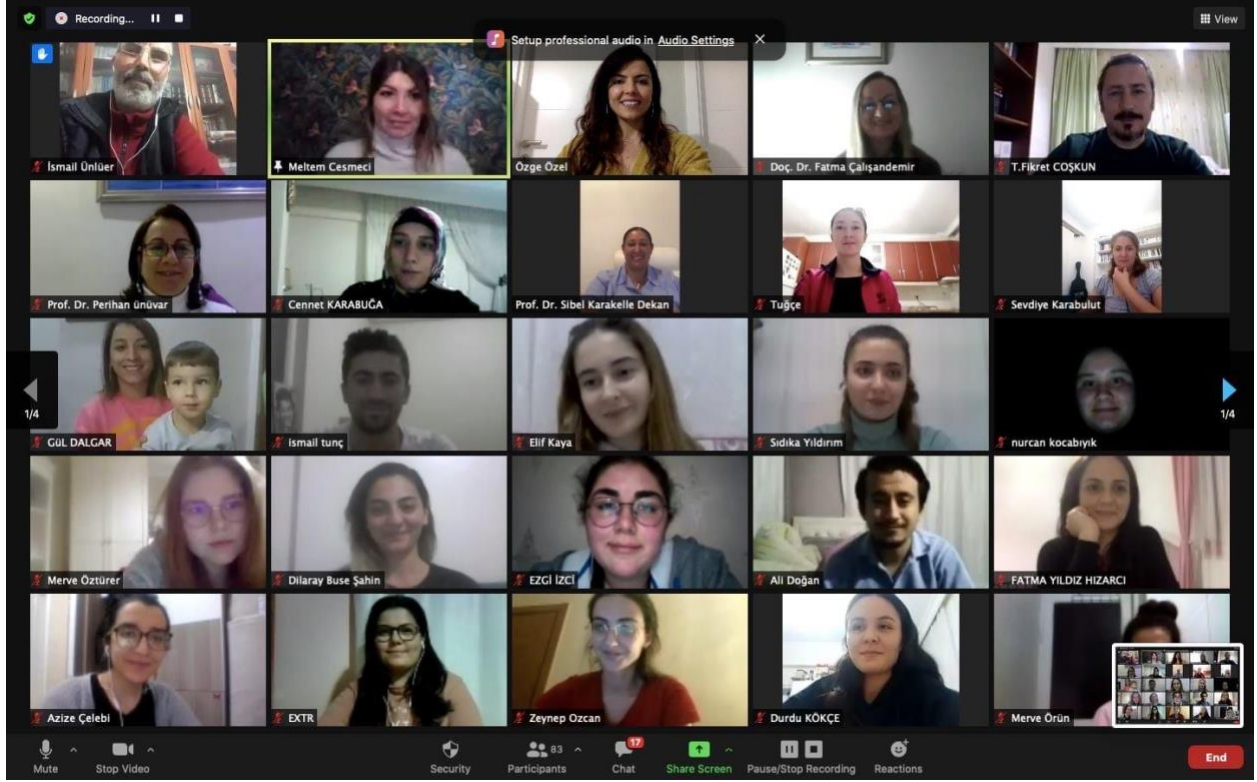 Recording...
View
Setup professional audio in Audio Settings
İsmail Ünlüer
Meltem Cesmeci
Özge Özel
Doç. Dr. Fatma Çalışandemir
T.Fikret COŞKUN
Prof. Dr. Perihan ünüvar
Cennet KARABUĞA
Prof. Dr. Sibel Karakelle Dekan
Tuğçe
Sevdiye Karabulut
1/4
1/4
GüL DALGAR
ismail tunç
Elif Kaya
Sıdıka Yıldırım
nurcan kocabıyık
Merve Öztürer
Dilaray Buse Şahin
EZGİ İZCİ
Ali Doğan
FATMA YILDIZ HIZARCI
Azize Çelebi
EXTR
Zeynep Ozcan
Durdu KÖKÇE
Merve Örün
Mute
Stop Video
Security
83
Participants
17
Chat
Share Screen
Pause/Stop Recording
Reactions
End